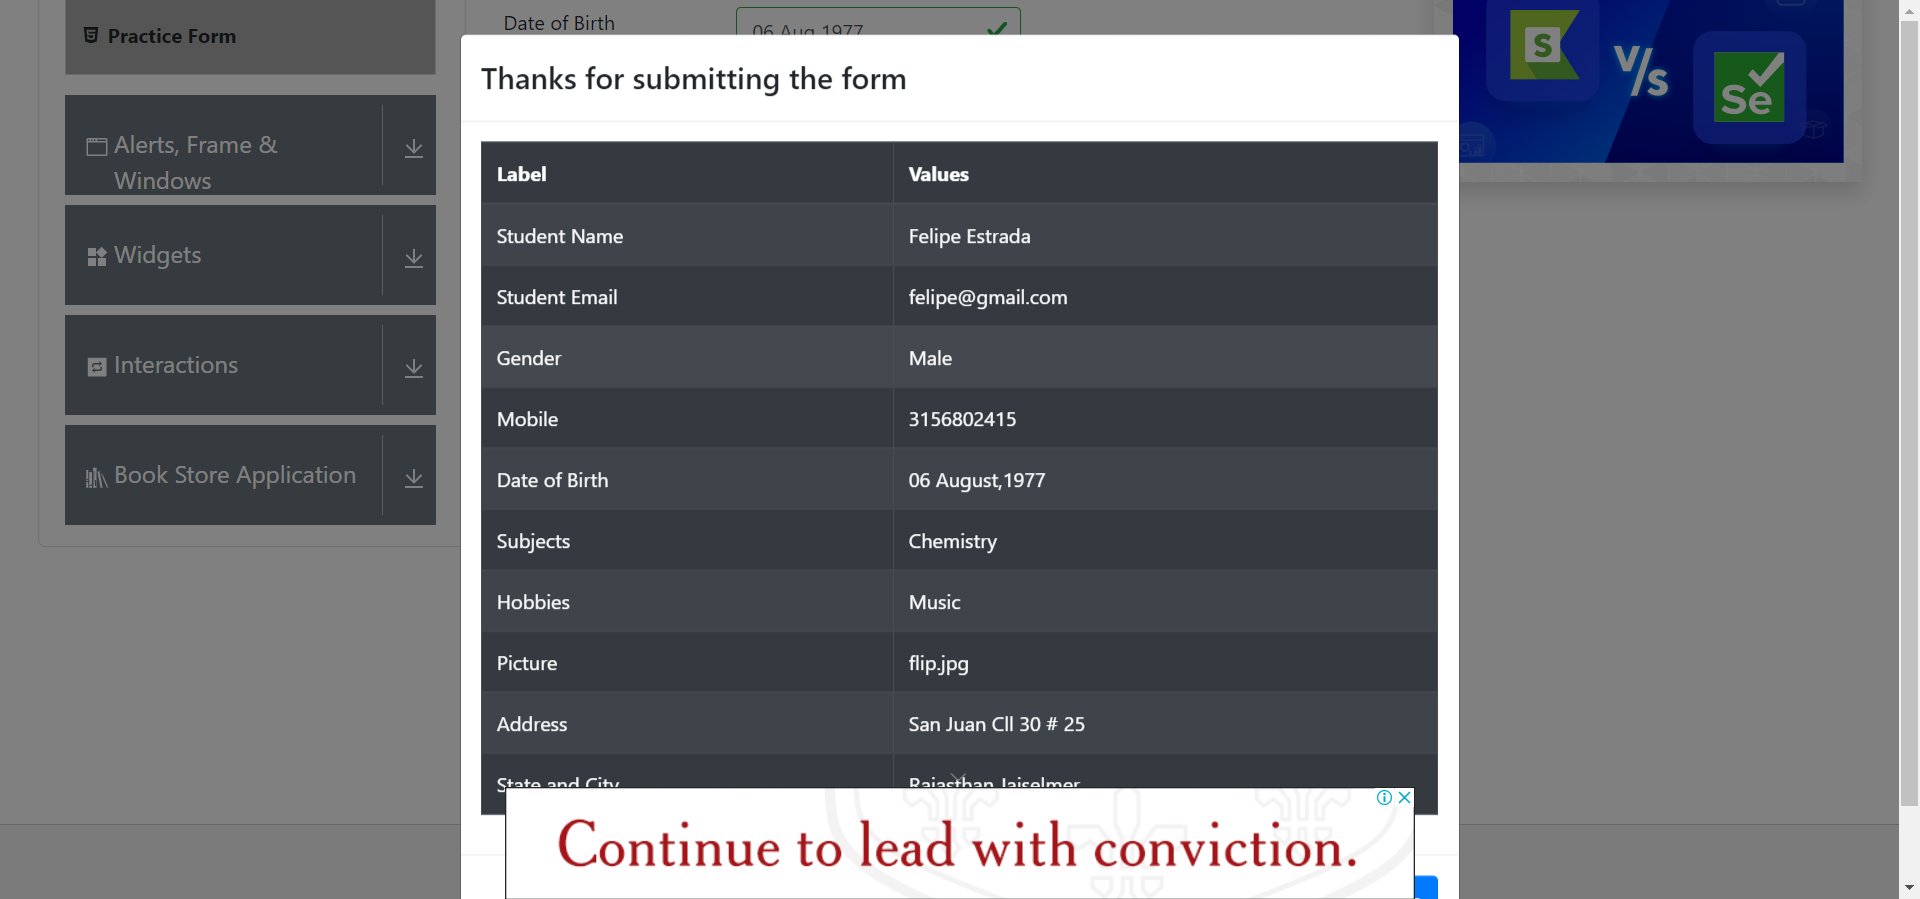 Practice Form
Alerts, Frame &
Windows
Widgets
Interactions
Book Store Application
Date of Birth
06 Aug 1977
Thanks for submitting the form
Label Values
Student Name Felipe Estrada
Student Email felipe@gmail.com
Gender Male
Mobile 3156802415
Date of Birth 06 August,1977
Subjects Chemistry
Hobbies Music
Picture flip.jpg
Address San Juan Cll 30 # 25
State and City Rajasthan Jaiselmer
Continue to lead with conviction.
S
V/s
Se